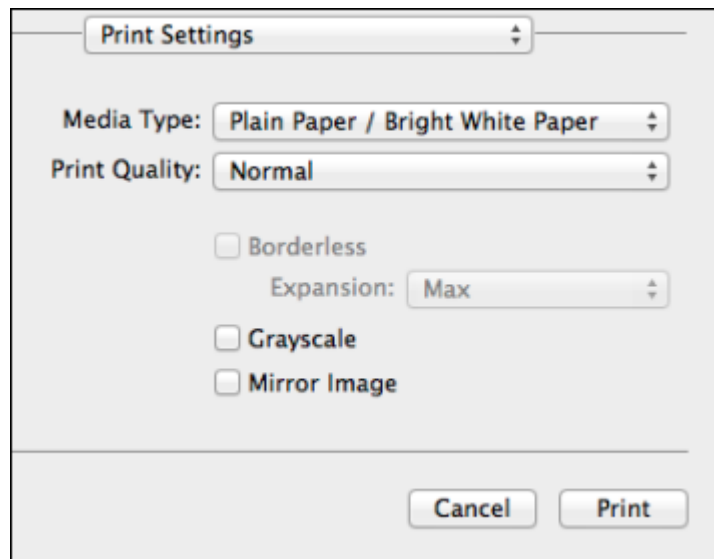 Print Settings
Media Type: Plain Paper / Bright White Paper
Print Quality: Normal
Borderless
Expansion: Max
Grayscale
Mirror Image
Cancel Print